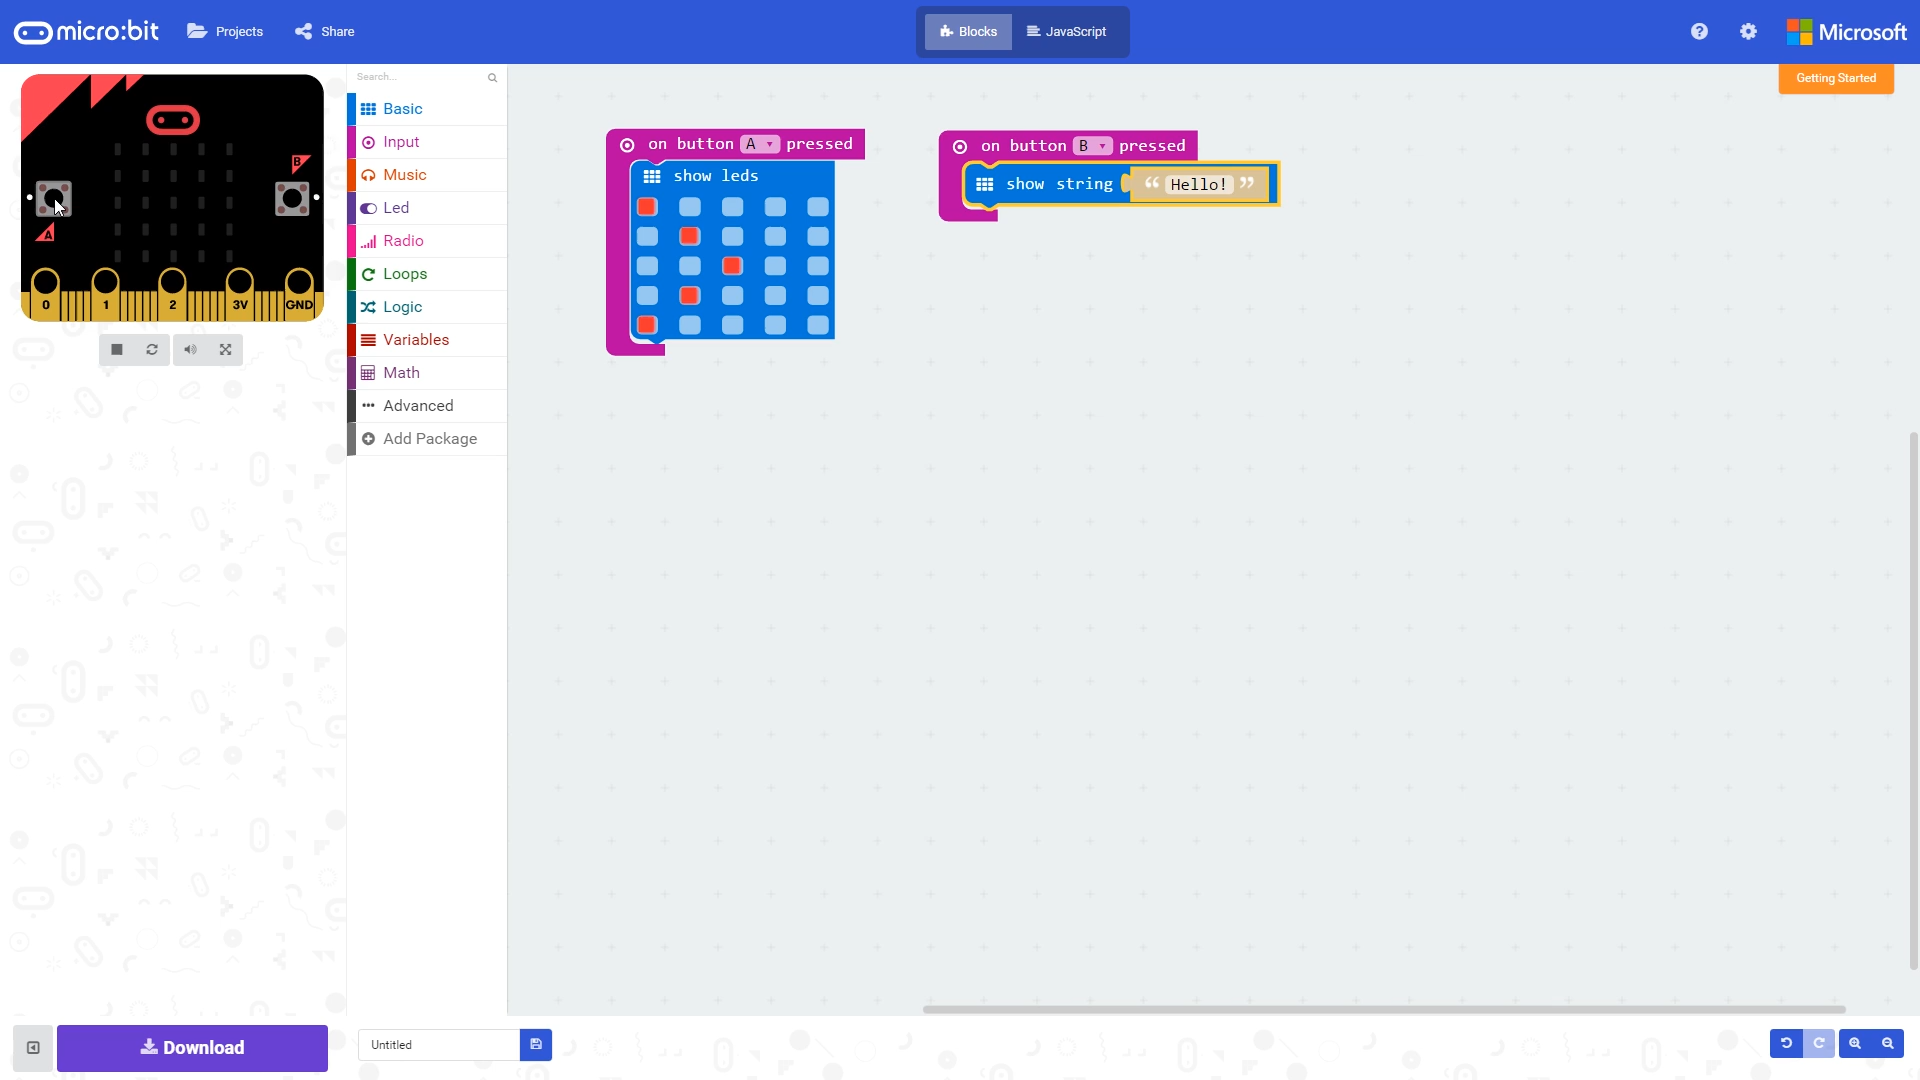 micro:bit
Projects
Share
Blocks
JavaScript
Microsoft
Getting Started
Search...
Basic
Input
Music
Led
Radio
Loops
Logic
Variables
Math
Advanced
Add Package
B
A
0 1 2 3V GND
on button A pressed
show leds
on button B pressed
show string “ Hello! ”
Download
Untitled